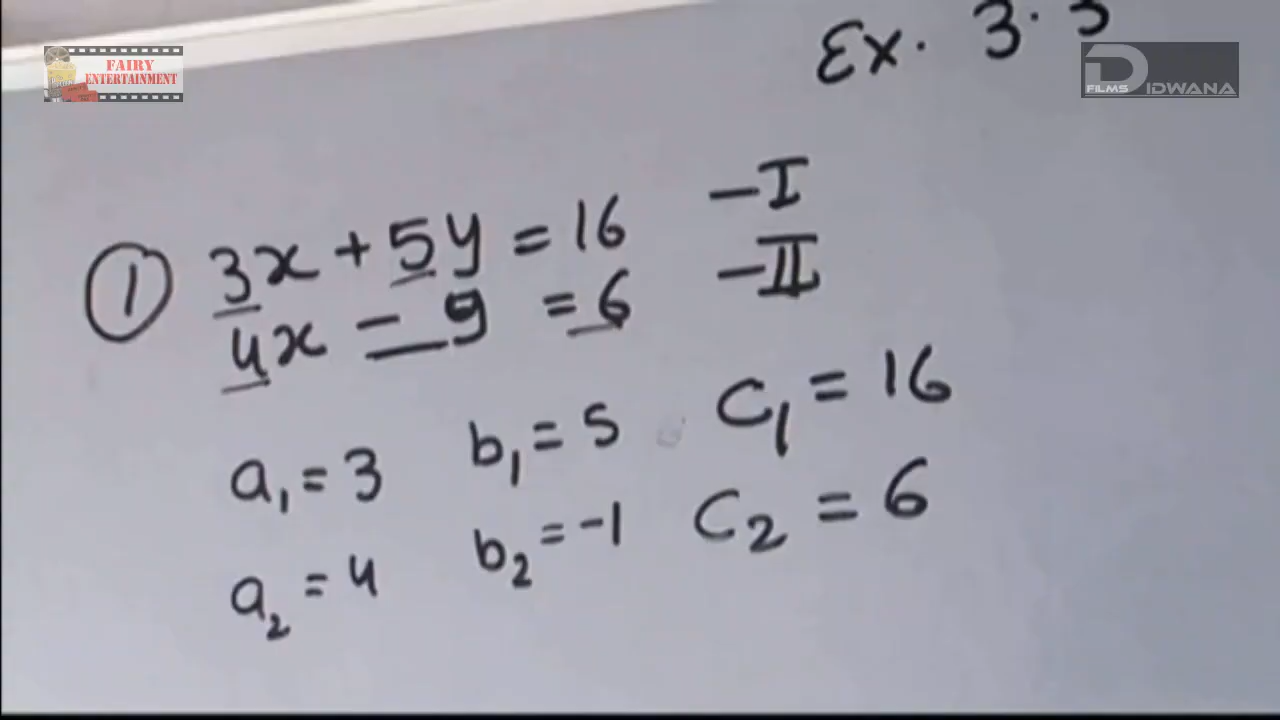 FAIRY
ENTERTAINMENT
Ex. 3.3
FILMS DIDWANA
① 3x + 5y = 16 - I
4x - y = 6 - II
a₁ = 3 b₁ = 5 C₁ = 16
a₂ = 4 b₂ = -1 C₂ = 6